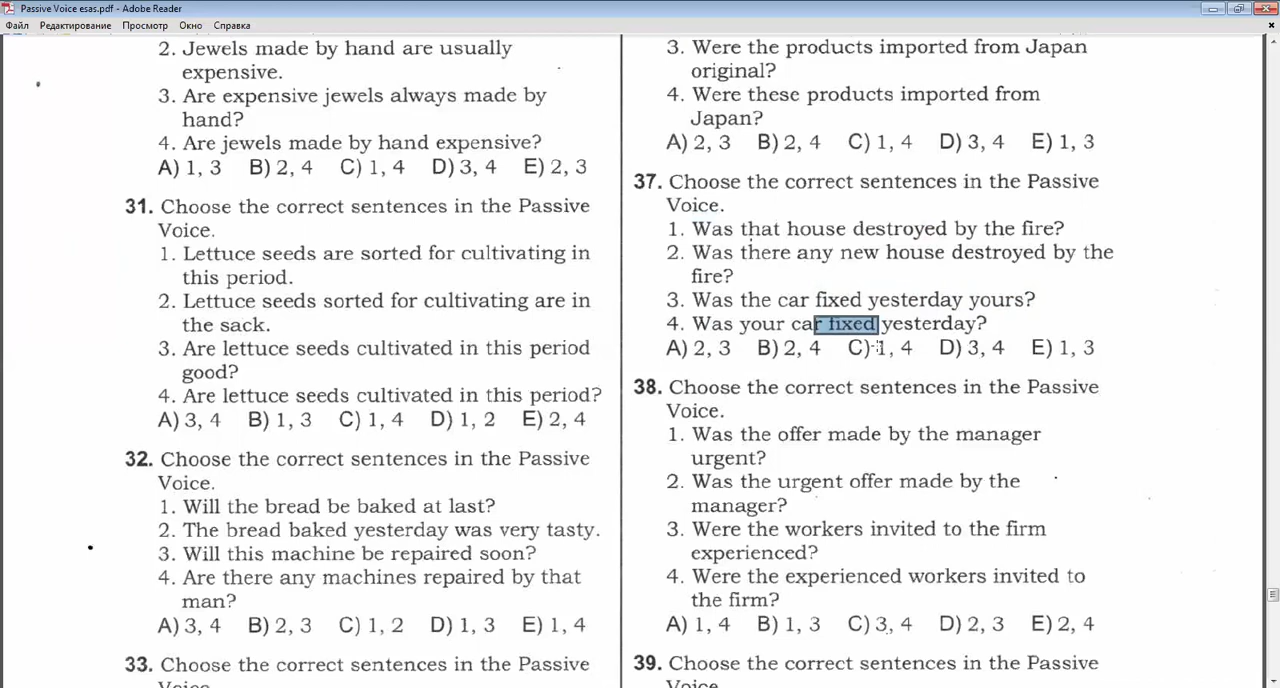 Passive Voice esas.pdf - Adobe Reader
Файл Редактирование Просмотр Окно Справка
2. Jewels made by hand are usually
expensive.
3. Are expensive jewels always made by
hand?
4. Are jewels made by hand expensive?
A) 1, 3 B) 2, 4 C) 1, 4 D) 3, 4 E) 2, 3
31. Choose the correct sentences in the Passive
Voice.
1. Lettuce seeds are sorted for cultivating in
this period.
2. Lettuce seeds sorted for cultivating are in
the sack.
3. Are lettuce seeds cultivated in this period
good?
4. Are lettuce seeds cultivated in this period?
A) 3, 4 B) 1, 3 C) 1, 4 D) 1, 2 E) 2, 4
32. Choose the correct sentences in the Passive
Voice.
1. Will the bread be baked at last?
2. The bread baked yesterday was very tasty.
3. Will this machine be repaired soon?
4. Are there any machines repaired by that
man?
A) 3, 4 B) 2, 3 C) 1, 2 D) 1, 3 E) 1, 4
33. Choose the correct sentences in the Passive
Voice.
3. Were the products imported from Japan
original?
4. Were these products imported from
Japan?
A) 2, 3 B) 2, 4 C) 1, 4 D) 3, 4 E) 1, 3
37. Choose the correct sentences in the Passive
Voice.
1. Was that house destroyed by the fire?
2. Was there any new house destroyed by the
fire?
3. Was the car fixed yesterday yours?
4. Was your car fixed yesterday?
A) 2, 3 B) 2, 4 C) 1, 4 D) 3, 4 E) 1, 3
38. Choose the correct sentences in the Passive
Voice.
1. Was the offer made by the manager
urgent?
2. Was the urgent offer made by the
manager?
3. Were the workers invited to the firm
experienced?
4. Were the experienced workers invited to
the firm?
A) 1, 4 B) 1, 3 C) 3, 4 D) 2, 3 E) 2, 4
39. Choose the correct sentences in the Passive
Voice.